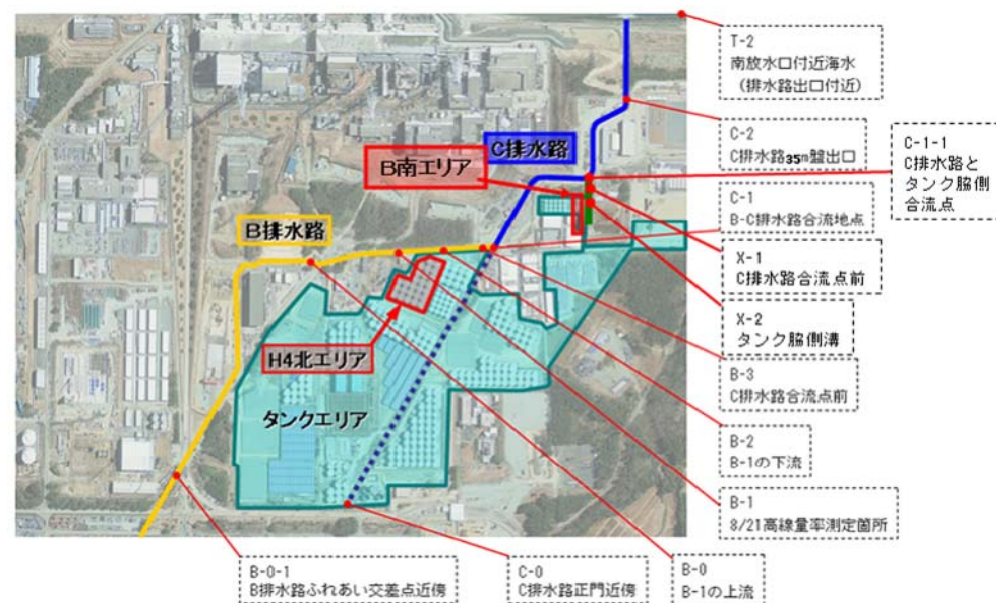 T-2
南放水口付近海水
(排水路出口付近)
C-2
C排水路35m盤出口
C-1-1
C排水路と
タンク脇側
合流点
C排水路
B南エリア
C-1
B-C排水路合流地点
B排水路
X-1
C排水路合流点前
X-2
タンク脇側溝
H4北エリア
B-3
C排水路合流点前
タンクエリア
B-2
B-1の下流
B-1
8/21高線量率測定箇所
B-0-1
B排水路ふれあい交差点近傍
C-0
C排水路正門近傍
B-0
B-1の上流